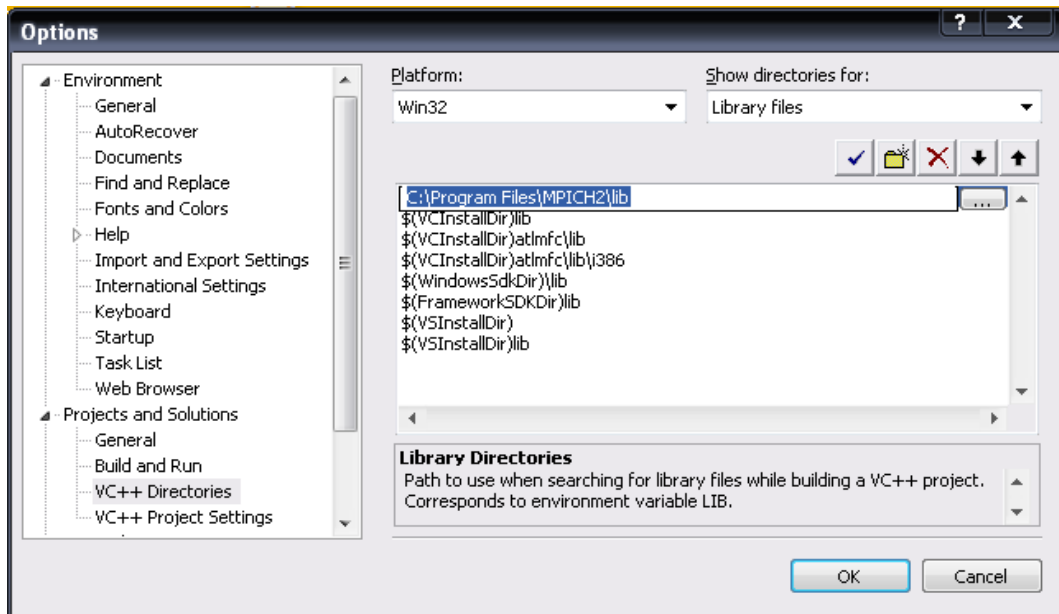 Options
? x
Environment
General
AutoRecover
Documents
Find and Replace
Fonts and Colors
Help
Import and Export Settings
International Settings
Keyboard
Startup
Task List
Web Browser
Projects and Solutions
General
Build and Run
VC++ Directories
VC++ Project Settings
Platform:
Win32
Show directories for:
Library files
C:\Program Files\MPICH2\lib
...
$(VCInstallDir)lib
$(VCInstallDir)atlmfc\lib
$(VCInstallDir)atlmfc\lib\i386
$(WindowsSdkDir)\lib
$(FrameworkSDKDir)lib
$(VSInstallDir)
$(VSInstallDir)lib
Library Directories
Path to use when searching for library files while building a VC++ project.
Corresponds to environment variable LIB.
OK
Cancel